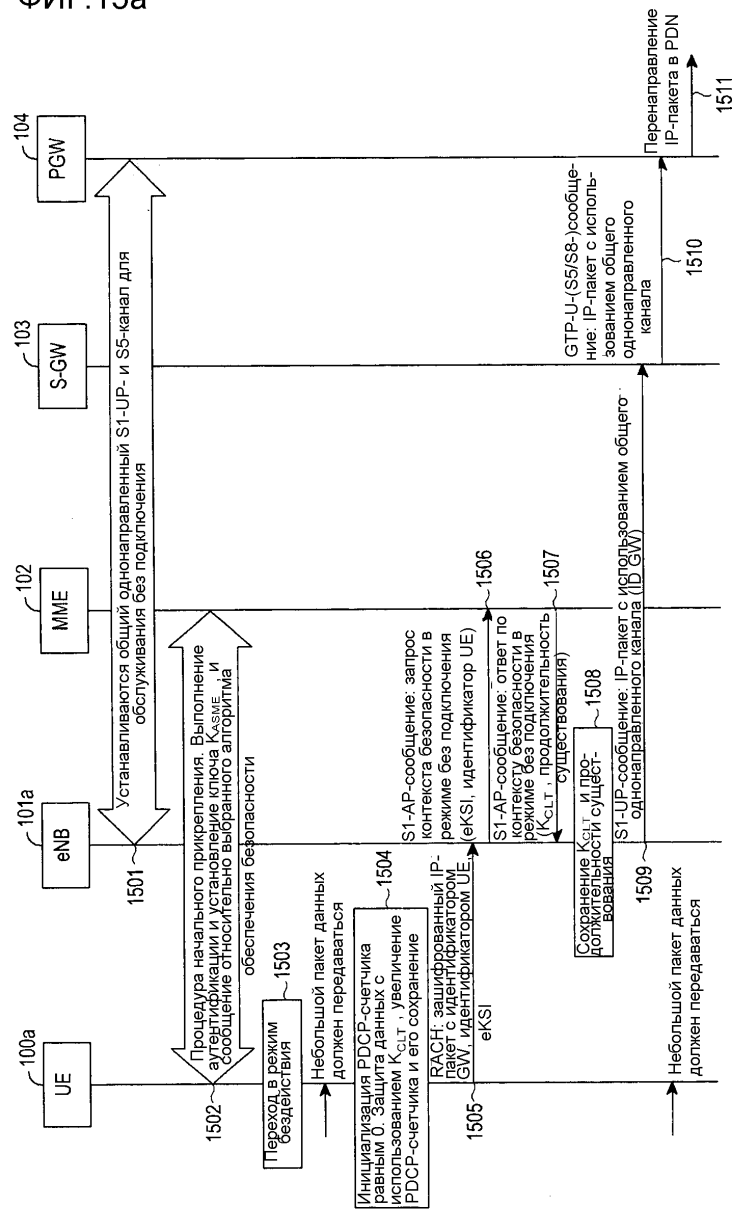 ФИГ.15a
100a
UE
101a
eNB
102
MME
103
S-GW
104
PGW
Устанавливаются общий однонаправленный S1-UP- и S5-канал для
обслуживания без подключения
1501
Процедура начального прикрепления. Выполнение
аутентификации и установление ключа KASME , и
сообщение относительно выбранного алгоритма
обеспечения безопасности
1502
Переход в режим
бездействия
1503
Небольшой пакет данных
должен передаваться
Инициализация PDCP-счетчика
равным 0. Защита данных с
использованием KCLT , увеличение
PDCP-счетчика и его сохранение
1504
RACH: зашифрованный IP-
пакет с идентификатором
GW, идентификатором UE,
eKSI
1505
S1-AP-сообщение: запрос
контекста безопасности в
режиме без подключения
(eKSI, идентификатор UE)
1506
S1-AP-сообщение: ответ по
контексту безопасности в
режиме без подключения
(KCLT , продолжительность
существования)
1507
Сохранение KCLT и про-
должительности сущест-
вования
1508
S1-UP-сообщение: IP-пакет с использованием общего
однонаправленного канала (ID GW)
1509
GTP-U-(S5/S8-)сообще-
ние: IP-пакет с исполь-
зованием общего
однонаправленного
канала
1510
Перенаправление
IP-пакета в PDN
1511
Небольшой пакет данных
должен передаваться